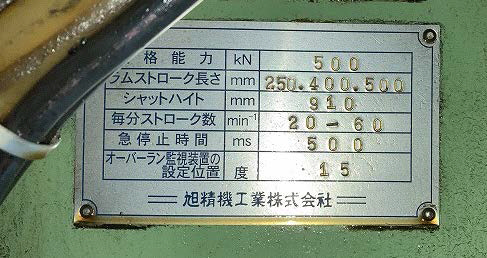 格能力 kN 500
ラムストローク長さ mm 250.400.500
シャットハイト mm 910
毎分ストローク数 min⁻¹ 20-60
急停止時間 ms 500
オーバーラン監視装置の
設定位置 度 15
旭精機工業株式会社